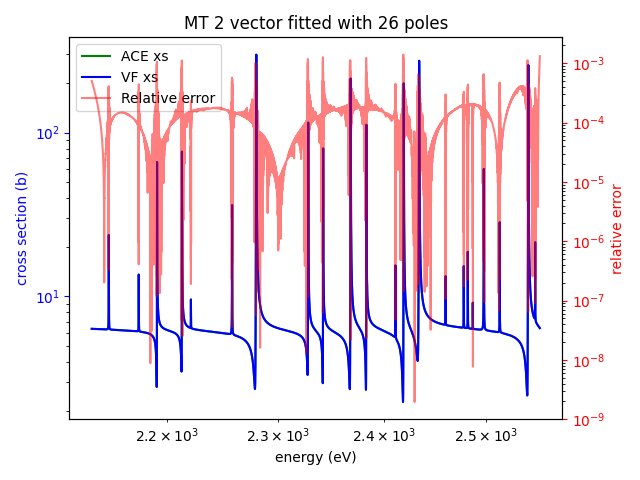 MT 2 vector fitted with 26 poles
ACE xs
VF xs
Relative error
cross section (b)
10²
10¹
relative error
10⁻³
10⁻⁴
10⁻⁵
10⁻⁶
10⁻⁷
10⁻⁸
10⁻⁹
2.2 × 10³
2.3 × 10³
2.4 × 10³
2.5 × 10³
energy (eV)